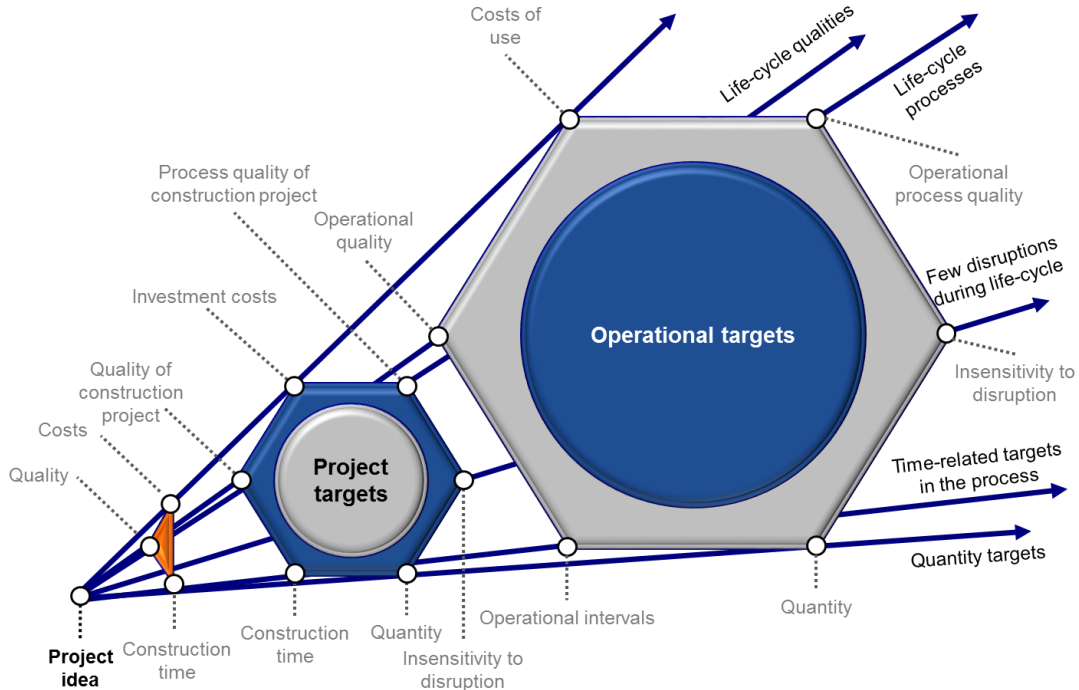 Costs of
use
Life-cycle qualities
Life-cycle
processes
Process quality of
construction project
Operational
quality
Operational
process quality
Investment costs
Few disruptions
during life-cycle
Operational targets
Quality of
construction
project
Insensitivity to
disruption
Costs
Quality
Project
targets
Time-related targets
in the process
Quantity targets
Operational intervals
Quantity
Construction
time
Quantity
Insensitivity to
disruption
Construction
time
Project
idea